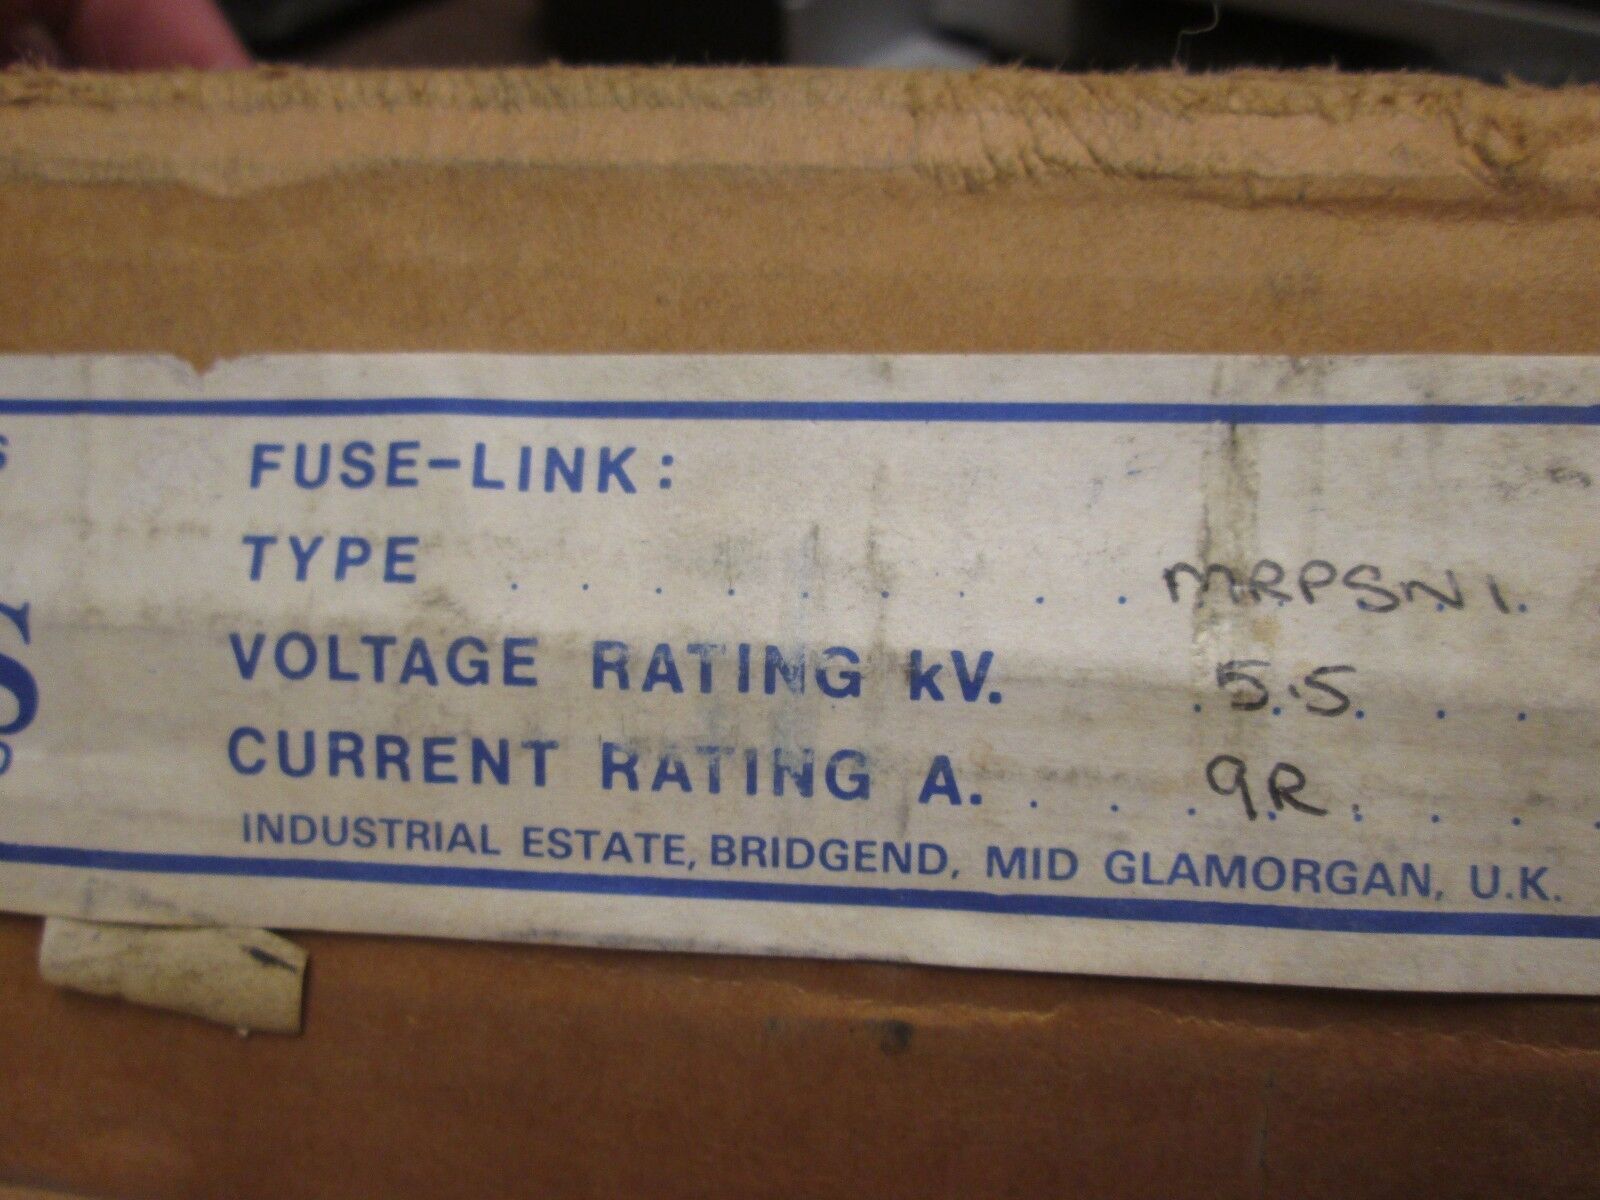 FUSE-LINK:
TYPE . . . . . . . . . MRPSN1.
VOLTAGE RATING kV. 5.5
CURRENT RATING A. . . . 9R
INDUSTRIAL ESTATE, BRIDGEND, MID GLAMORGAN, U.K.